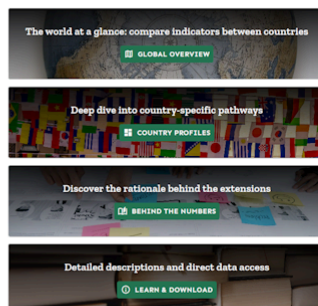 The world at a glance: compare indicators between countries
GLOBAL OVERVIEW
Deep dive into country-specific pathways
COUNTRY PROFILES
Discover the rationale behind the extensions
BEHIND THE NUMBERS
Detailed descriptions and direct data access
LEARN & DOWNLOAD